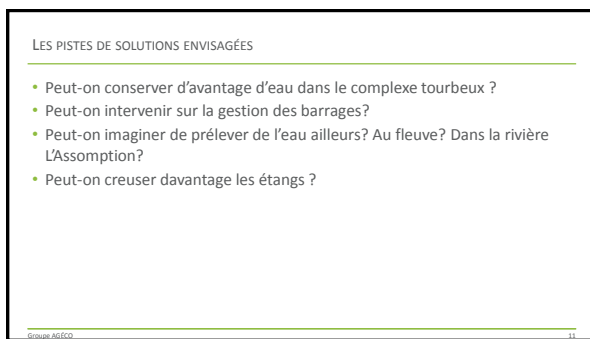 LES PISTES DE SOLUTIONS ENVISAGÉES
• Peut-on conserver d’avantage d’eau dans le complexe tourbeux ?
• Peut-on intervenir sur la gestion des barrages?
• Peut-on imaginer de prélever de l’eau ailleurs? Au fleuve? Dans la rivière
L’Assomption?
• Peut-on creuser davantage les étangs ?
Groupe AGÉCO 11